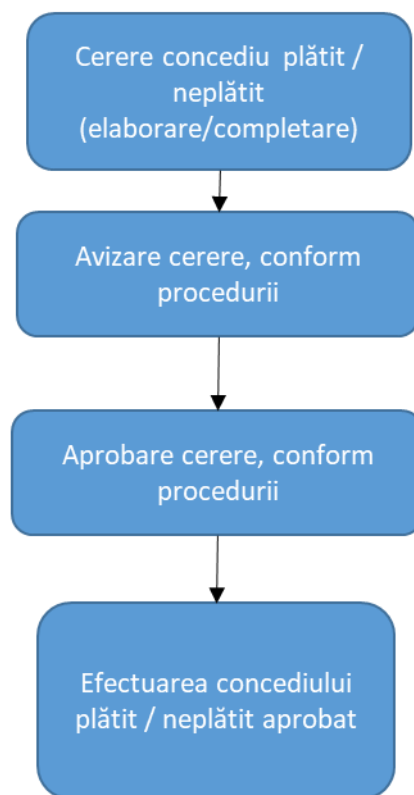 Cerere concediu plătit /
neplătit
(elaborare/completare)
Avizare cerere, conform
procedurii
Aprobare cerere, conform
procedurii
Efectuarea concediului
plătit / neplătit aprobat